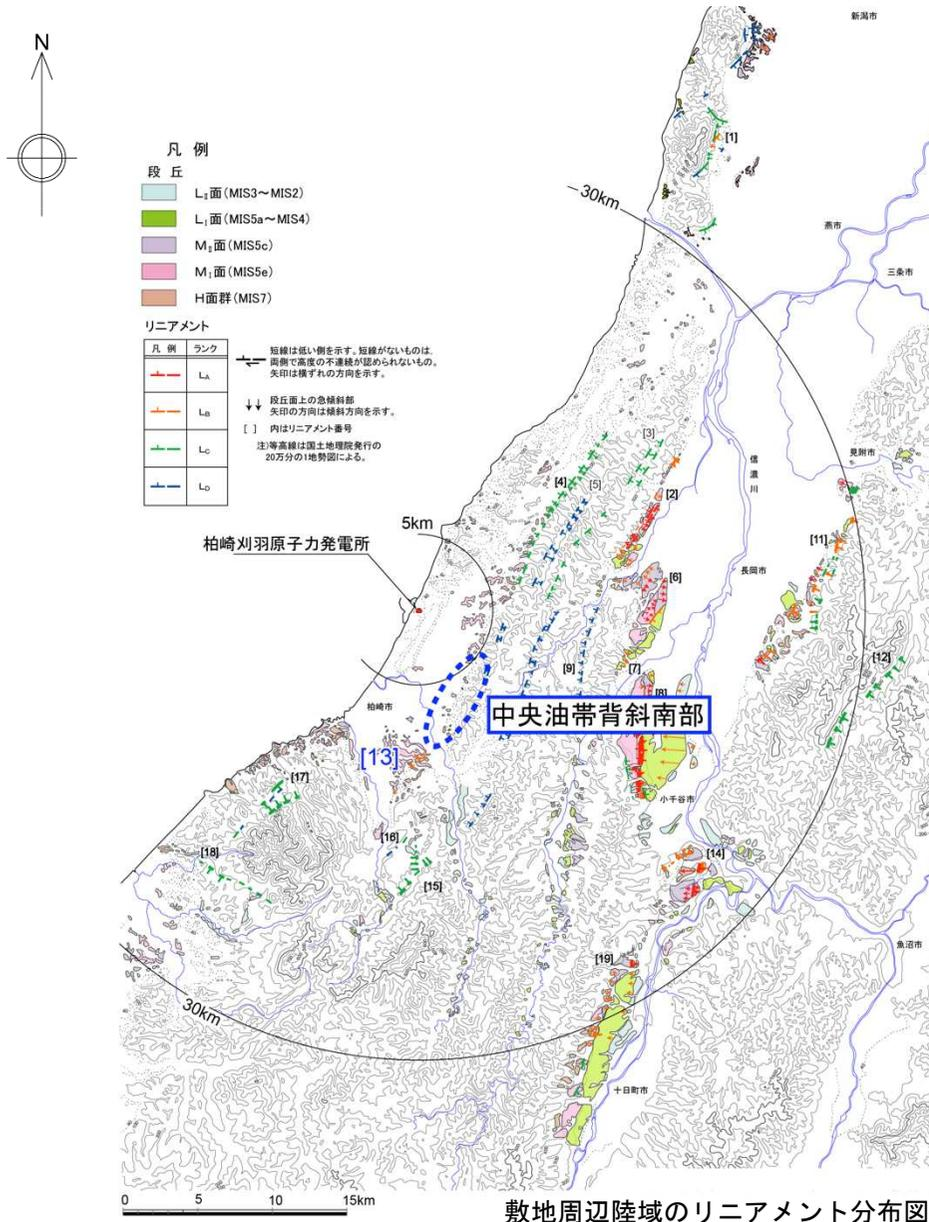 新潟市
N
凡 例
段 丘
LⅡ面(MIS3～MIS2)
LⅠ面(MIS5a～MIS4)
MⅡ面(MIS5c)
MⅠ面(MIS5e)
H面群(MIS7)
リニアメント
凡 例 ランク
LA
LB
LC
LD
短線は低い側を示す。短線がないものは、
両側で高度の不連続が認められないもの。
矢印は横ずれの方向を示す。
段丘面上の急傾斜部
矢印の方向は傾斜方向を示す。
[ ] 内はリニアメント番号
注)等高線は国土地理院発行の
20万分の1地勢図による。
[1]
30km
燕市
三条市
[3]
信濃川
見附市
[4]
[5]
[2]
5km
柏崎刈羽原子力発電所
[11]
長岡市
[6]
[12]
[9]
[7]
[8]
柏崎市
中央油帯背斜南部
[13]
小千谷市
[17]
[16]
[18]
[14]
[15]
魚沼市
[19]
30km
十日町市
0 5 10 15km
敷地周辺陸域のリニアメント分布図